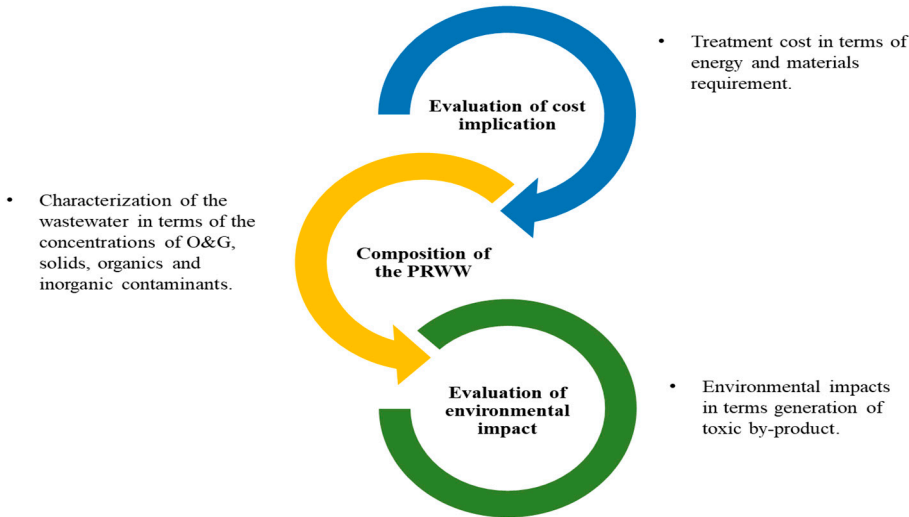 • Treatment cost in terms of
energy and materials
requirement.
Evaluation of cost
implication
• Characterization of the
wastewater in terms of the
concentrations of O&G,
solids, organics and
inorganic contaminants.
Composition of
the PRWW
Evaluation of
environmental
impact
• Environmental impacts
in terms generation of
toxic by-product.